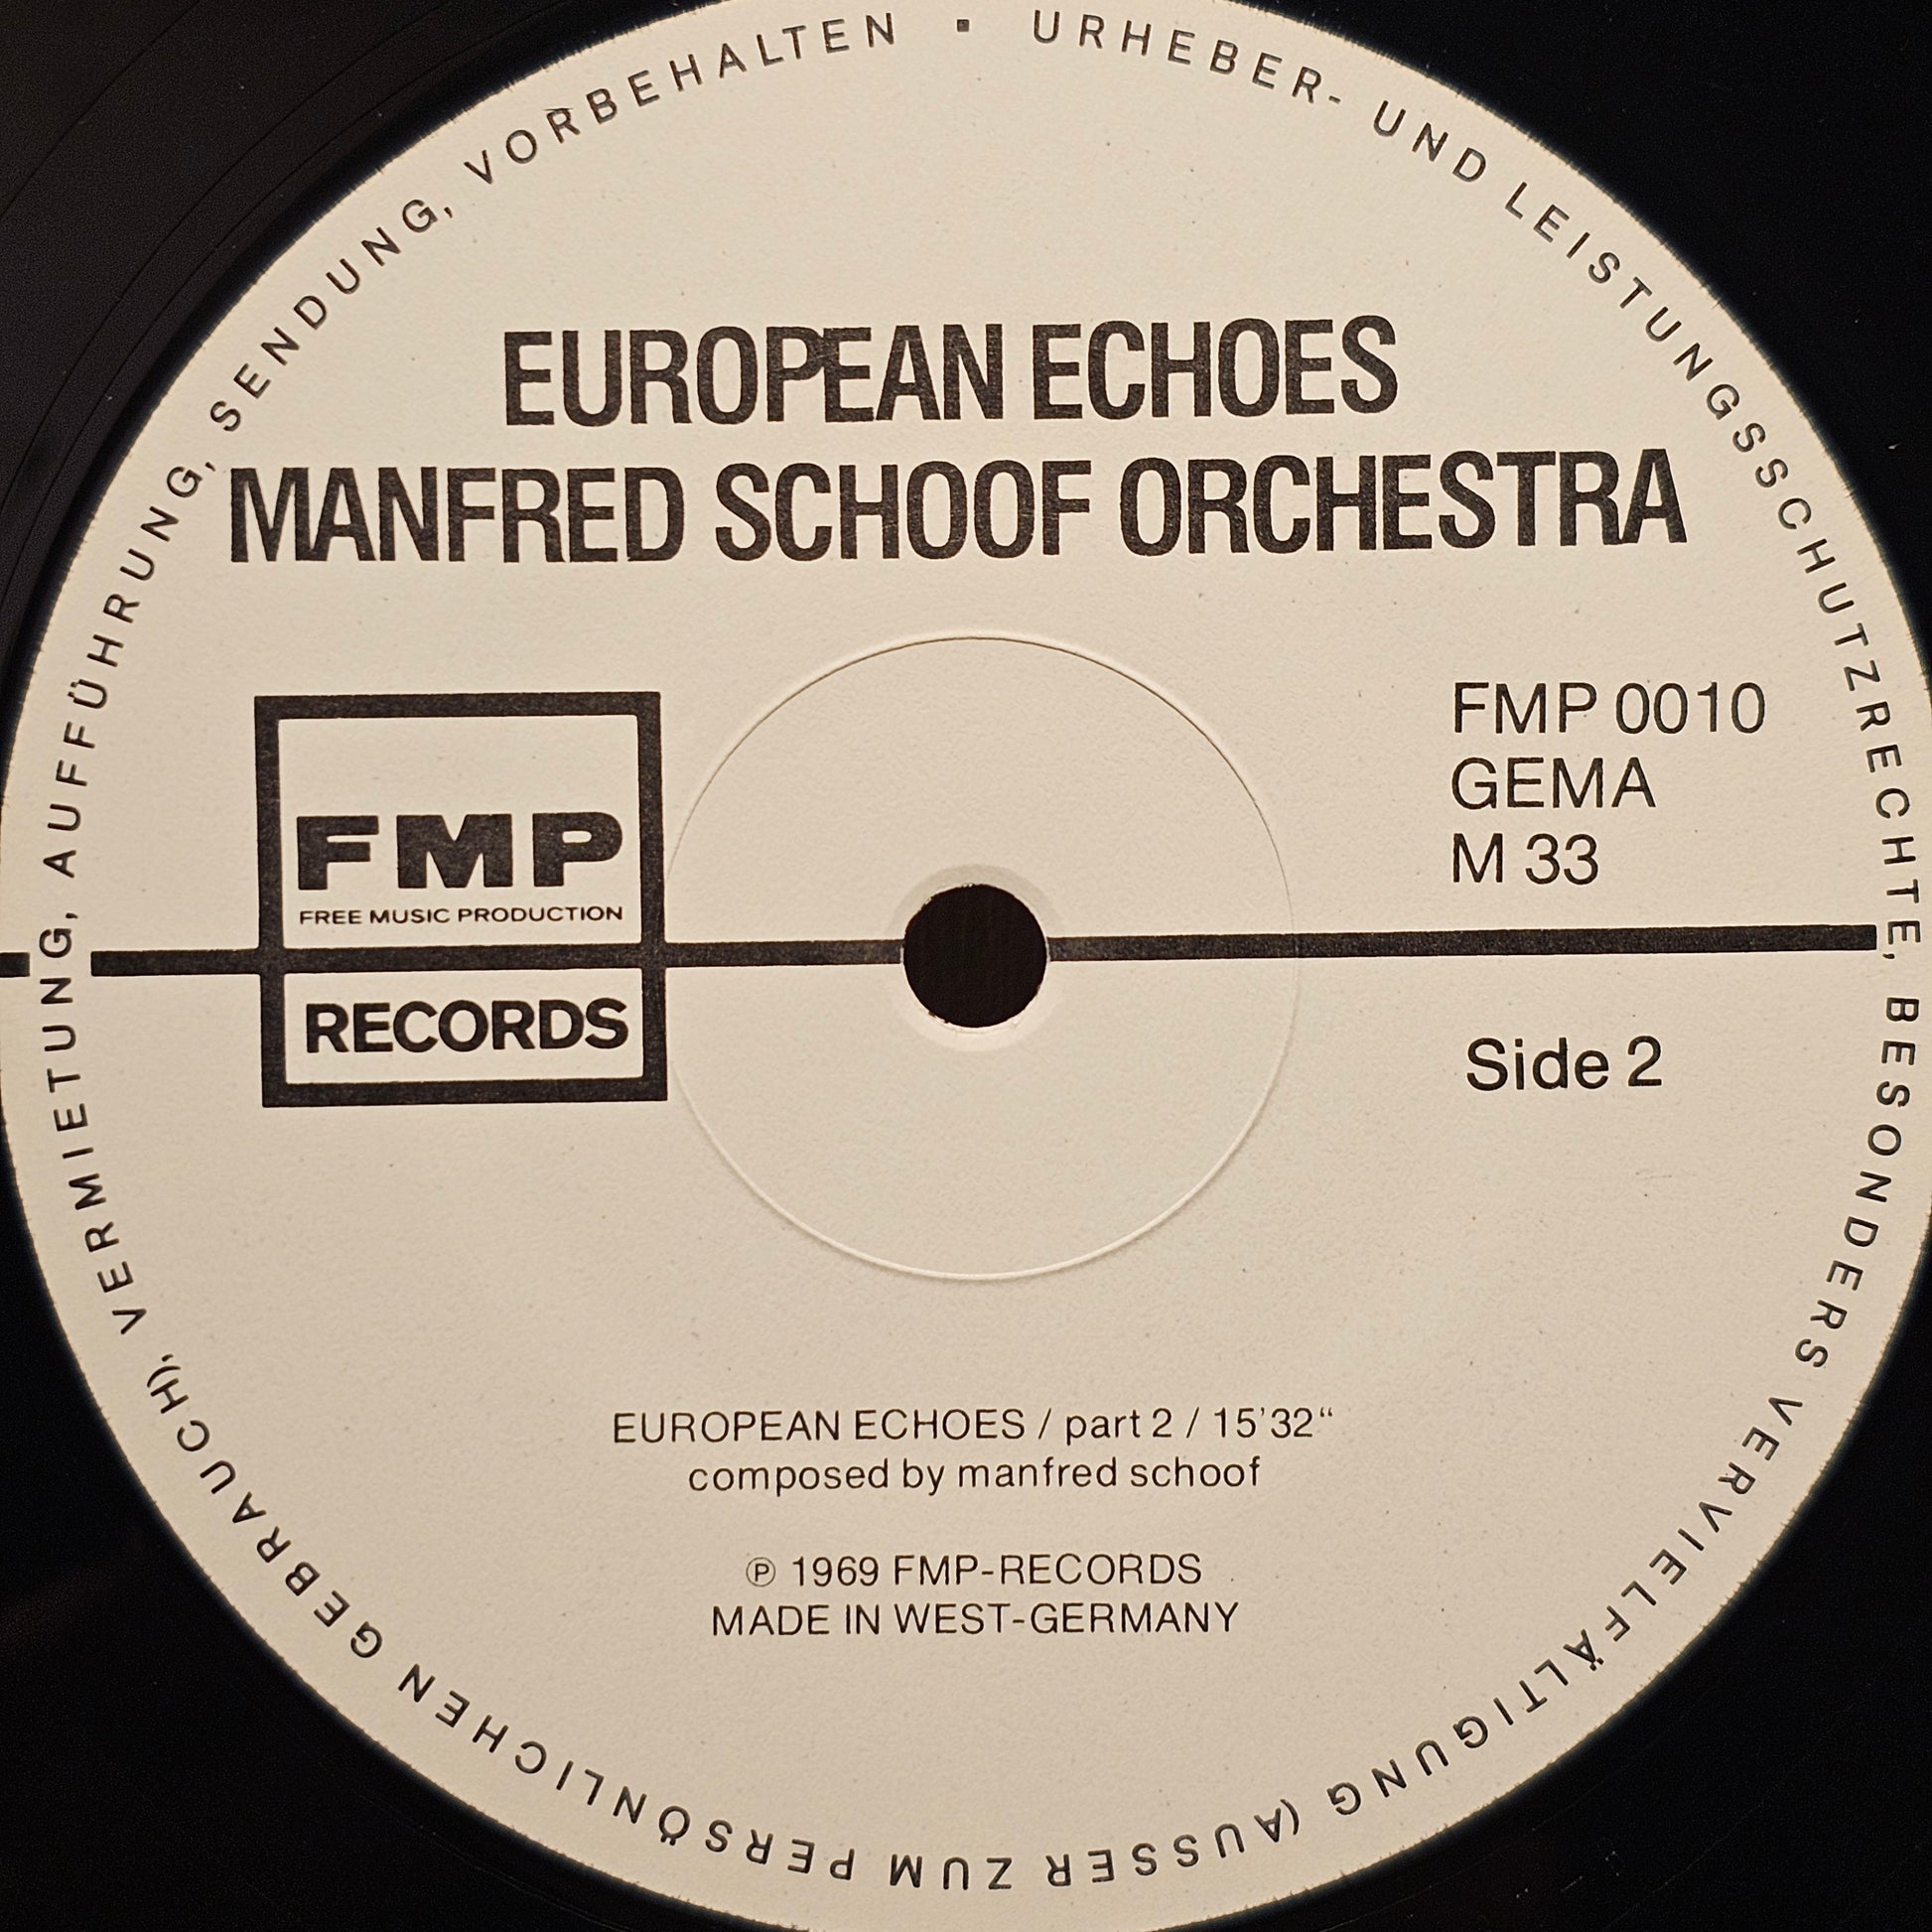 URHEBER- UND LEISTUNGSSCHUTZRECHTE, BESONDERS VERVIELFÄLTIGUNG (AUSSER ZUM PERSÖNLICHEN GEBRAUCH), VERMIETUNG, AUFFÜHRUNG, SENDUNG, VORBEHALTEN ▪
EUROPEAN ECHOES
MANFRED SCHOOF ORCHESTRA
FMP
FREE MUSIC PRODUCTION
RECORDS
FMP 0010
GEMA
M 33
Side 2
EUROPEAN ECHOES / part 2 / 15’32“
composed by manfred schoof
℗ 1969 FMP-RECORDS
MADE IN WEST-GERMANY